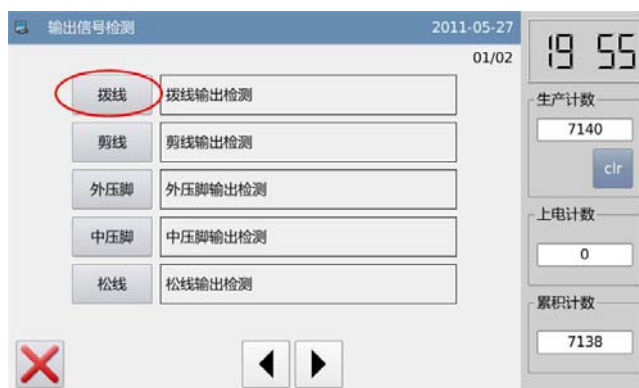 输出信号检测 2011-05-27
01/02
拨线 拨线输出检测
剪线 剪线输出检测
外压脚 外压脚输出检测
中压脚 中压脚输出检测
松线 松线输出检测
19 55
生产计数
7140
clr
上电计数
0
累积计数
7138